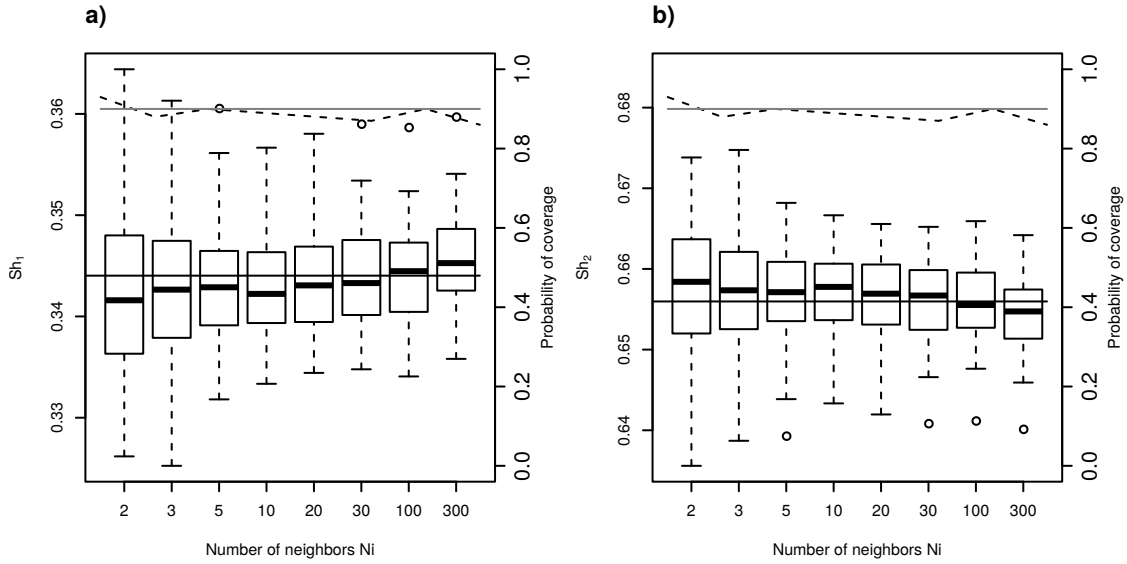 a)
0.36
0.35
0.34
0.33
Sh1
1.0
0.8
0.6
0.4
0.2
0.0
Probability of coverage
2 3 5 10 20 30 100 300
Number of neighbors Ni
b)
0.68
0.67
0.66
0.65
0.64
Sh2
1.0
0.8
0.6
0.4
0.2
0.0
Probability of coverage
2 3 5 10 20 30 100 300
Number of neighbors Ni